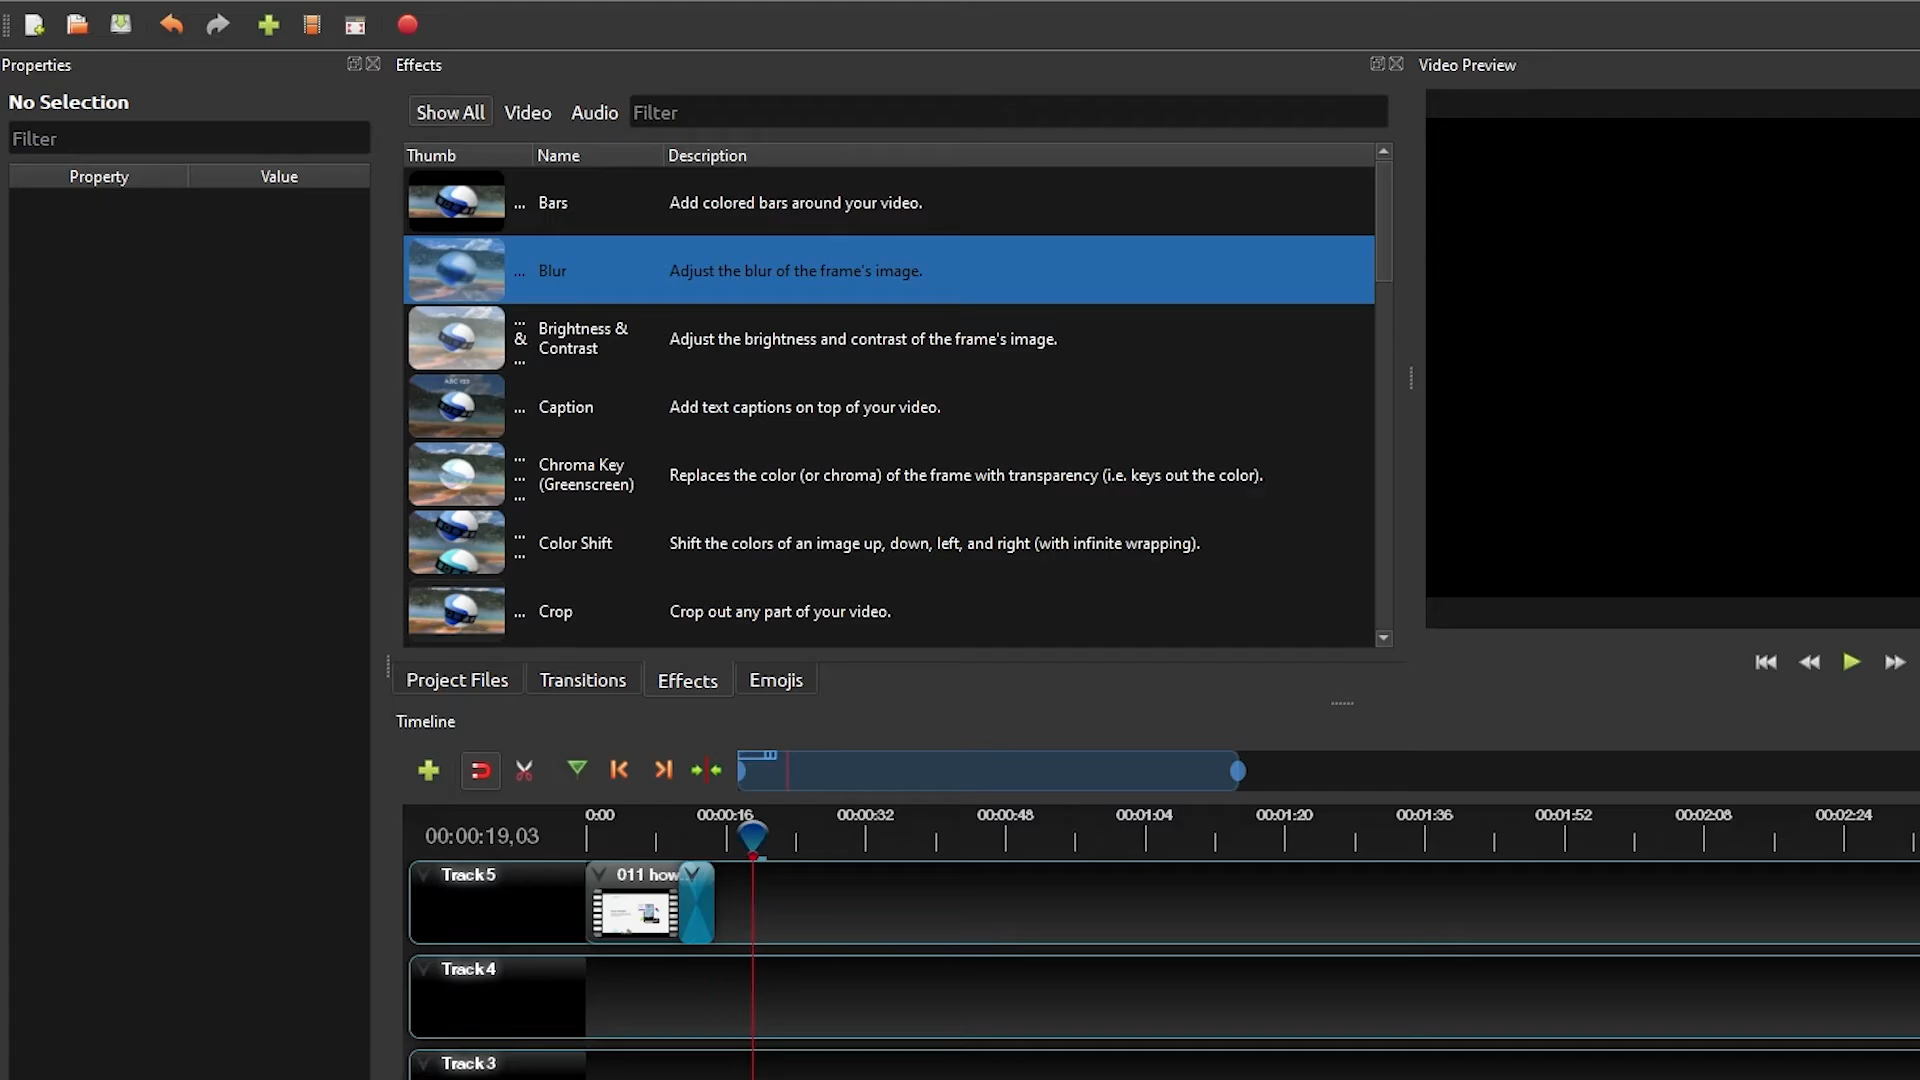 Properties
Effects
Video Preview
No Selection
Filter
Property Value
Show All Video Audio Filter
Thumb Name Description
... Bars Add colored bars around your video.
... Blur Adjust the blur of the frame's image.
... & ... Brightness & Contrast Adjust the brightness and contrast of the frame's image.
ABC 123
... Caption Add text captions on top of your video.
... ... ... Chroma Key (Greenscreen) Replaces the color (or chroma) of the frame with transparency (i.e. keys out the color).
... ... Color Shift Shift the colors of an image up, down, left, and right (with infinite wrapping).
... Crop Crop out any part of your video.
Project Files Transitions Effects Emojis
Timeline
0:00 00:00:16 00:00:32 00:00:48 00:01:04 00:01:20 00:01:36 00:01:52 00:02:08 00:02:24
00:00:19,03
Track 5
011 how
Track 4
Track 3